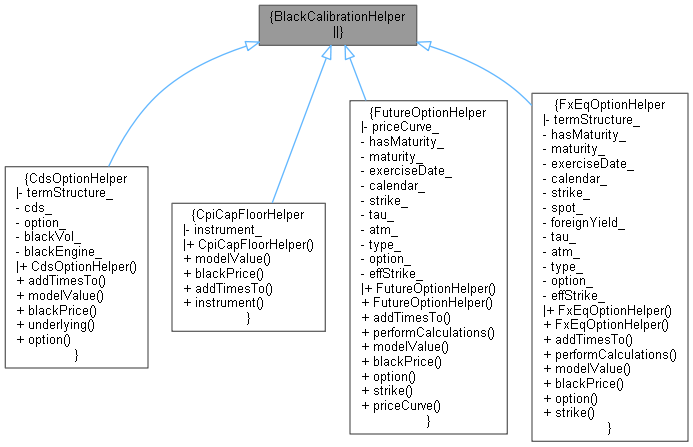 {BlackCalibrationHelper
||}
{CdsOptionHelper
|- termStructure_
- cds_
- option_
- blackVol_
- blackEngine_
|+ CdsOptionHelper()
+ addTimesTo()
+ modelValue()
+ blackPrice()
+ underlying()
+ option()
}
{CpiCapFloorHelper
|- instrument_
|+ CpiCapFloorHelper()
+ modelValue()
+ blackPrice()
+ addTimesTo()
+ instrument()
}
{FutureOptionHelper
|- priceCurve_
- hasMaturity_
- maturity_
- exerciseDate_
- calendar_
- strike_
- tau_
- atm_
- type_
- option_
- effStrike_
|+ FutureOptionHelper()
+ FutureOptionHelper()
+ addTimesTo()
+ performCalculations()
+ modelValue()
+ blackPrice()
+ option()
+ strike()
+ priceCurve()
}
{FxEqOptionHelper
|- termStructure_
- hasMaturity_
- maturity_
- exerciseDate_
- calendar_
- strike_
- spot_
- foreignYield_
- tau_
- atm_
- type_
- option_
- effStrike_
|+ FxEqOptionHelper()
+ FxEqOptionHelper()
+ addTimesTo()
+ performCalculations()
+ modelValue()
+ blackPrice()
+ option()
+ strike()
}